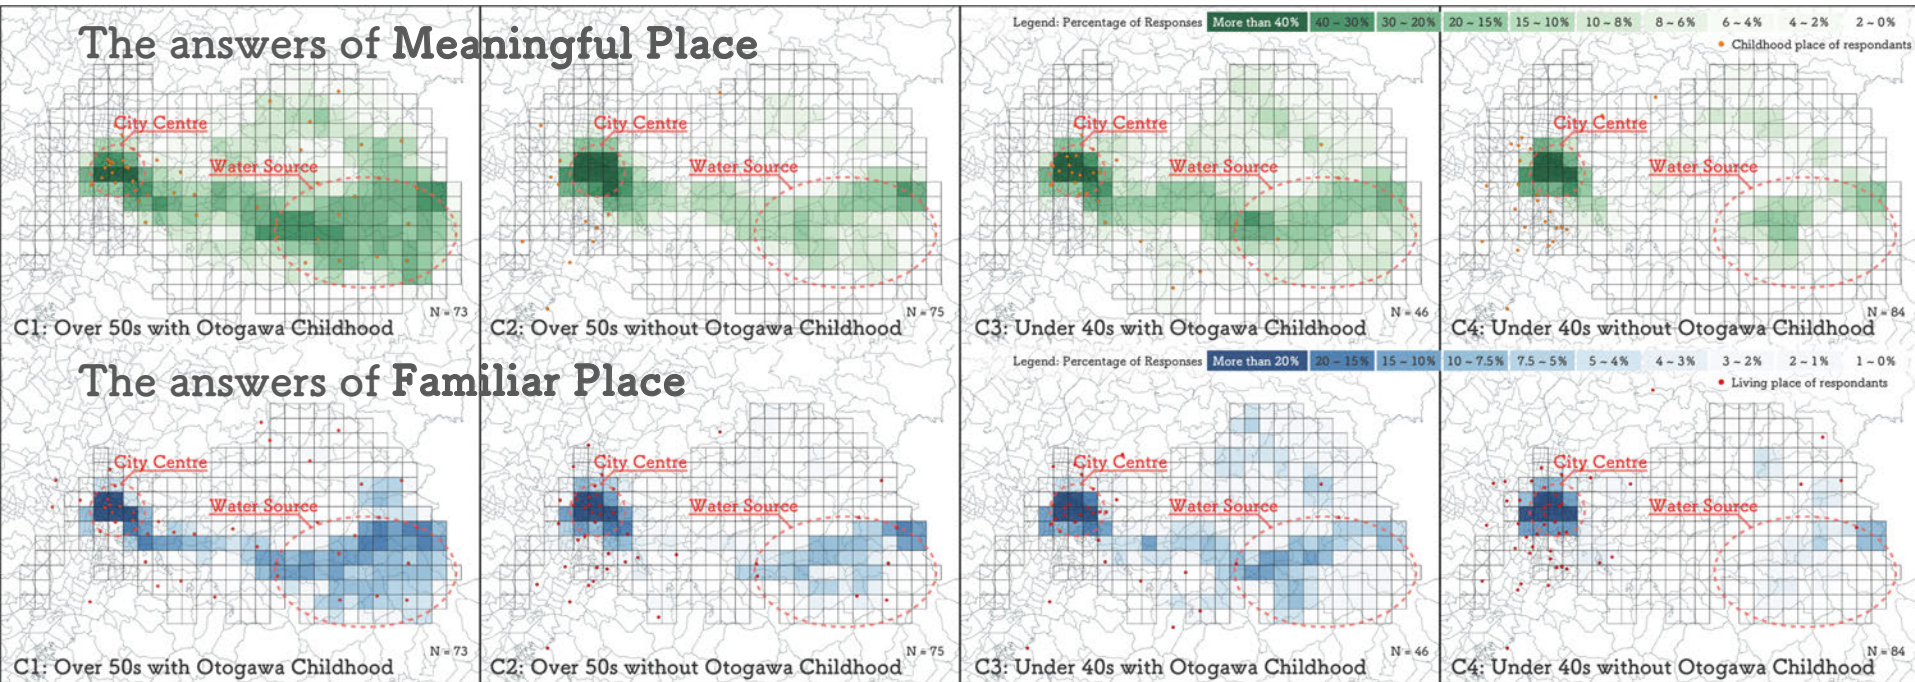 The answers of Meaningful Place
Legend: Percentage of Responses More than 40% 40 ~ 30% 30 ~ 20% 20 ~ 15% 15 ~ 10% 10 ~ 8% 8 ~ 6% 6 ~ 4% 4 ~ 2% 2 ~ 0%
Childhood place of respondants
City Centre
Water Source
N = 73
C1: Over 50s with Otogawa Childhood
City Centre
Water Source
N = 75
C2: Over 50s without Otogawa Childhood
City Centre
Water Source
N = 46
C3: Under 40s with Otogawa Childhood
City Centre
Water Source
N = 84
C4: Under 40s without Otogawa Childhood
The answers of Familiar Place
Legend: Percentage of Responses More than 20% 20 ~ 15% 15 ~ 10% 10 ~ 7.5% 7.5 ~ 5% 5 ~ 4% 4 ~ 3% 3 ~ 2% 2 ~ 1% 1 ~ 0%
Living place of respondants
City Centre
Water Source
N = 73
C1: Over 50s with Otogawa Childhood
City Centre
Water Source
N = 75
C2: Over 50s without Otogawa Childhood
City Centre
Water Source
N = 46
C3: Under 40s with Otogawa Childhood
City Centre
Water Source
N = 84
C4: Under 40s without Otogawa Childhood